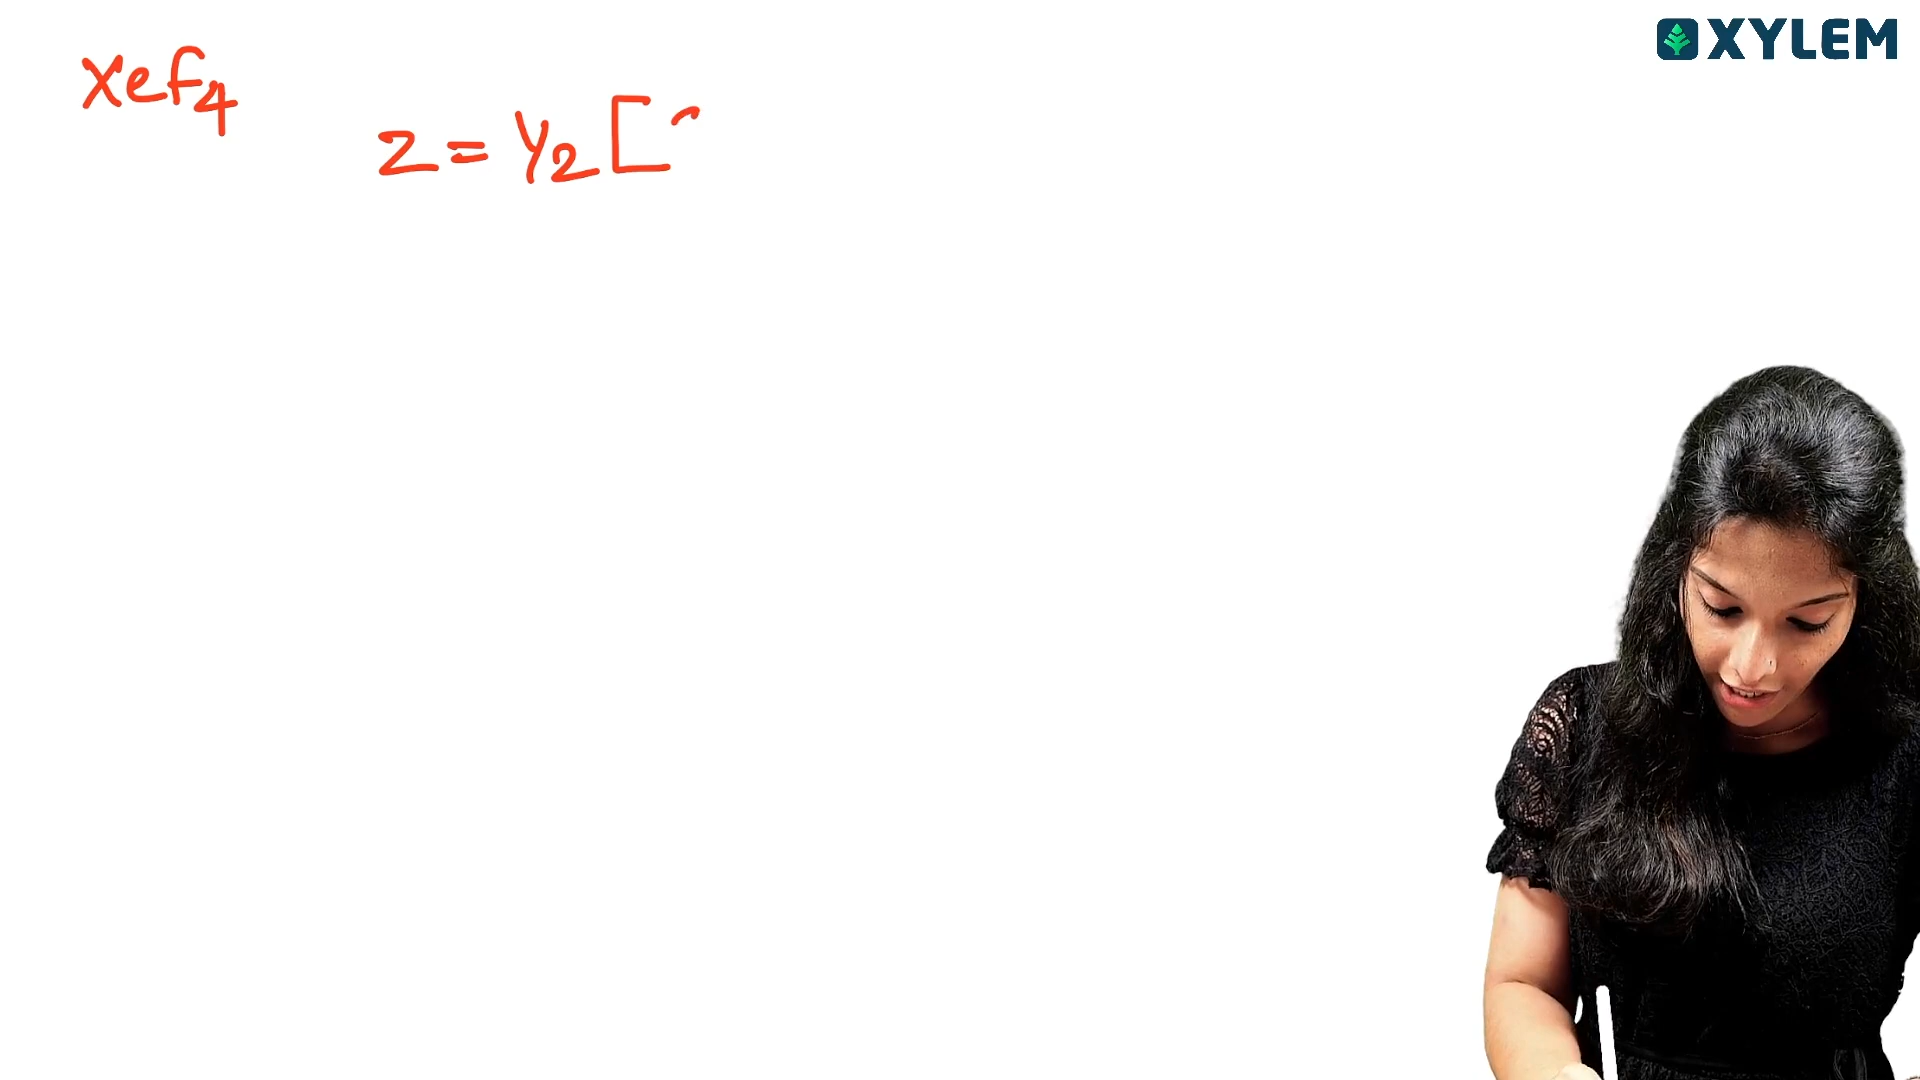 XYLEM
Xef4
z = 1/2 [